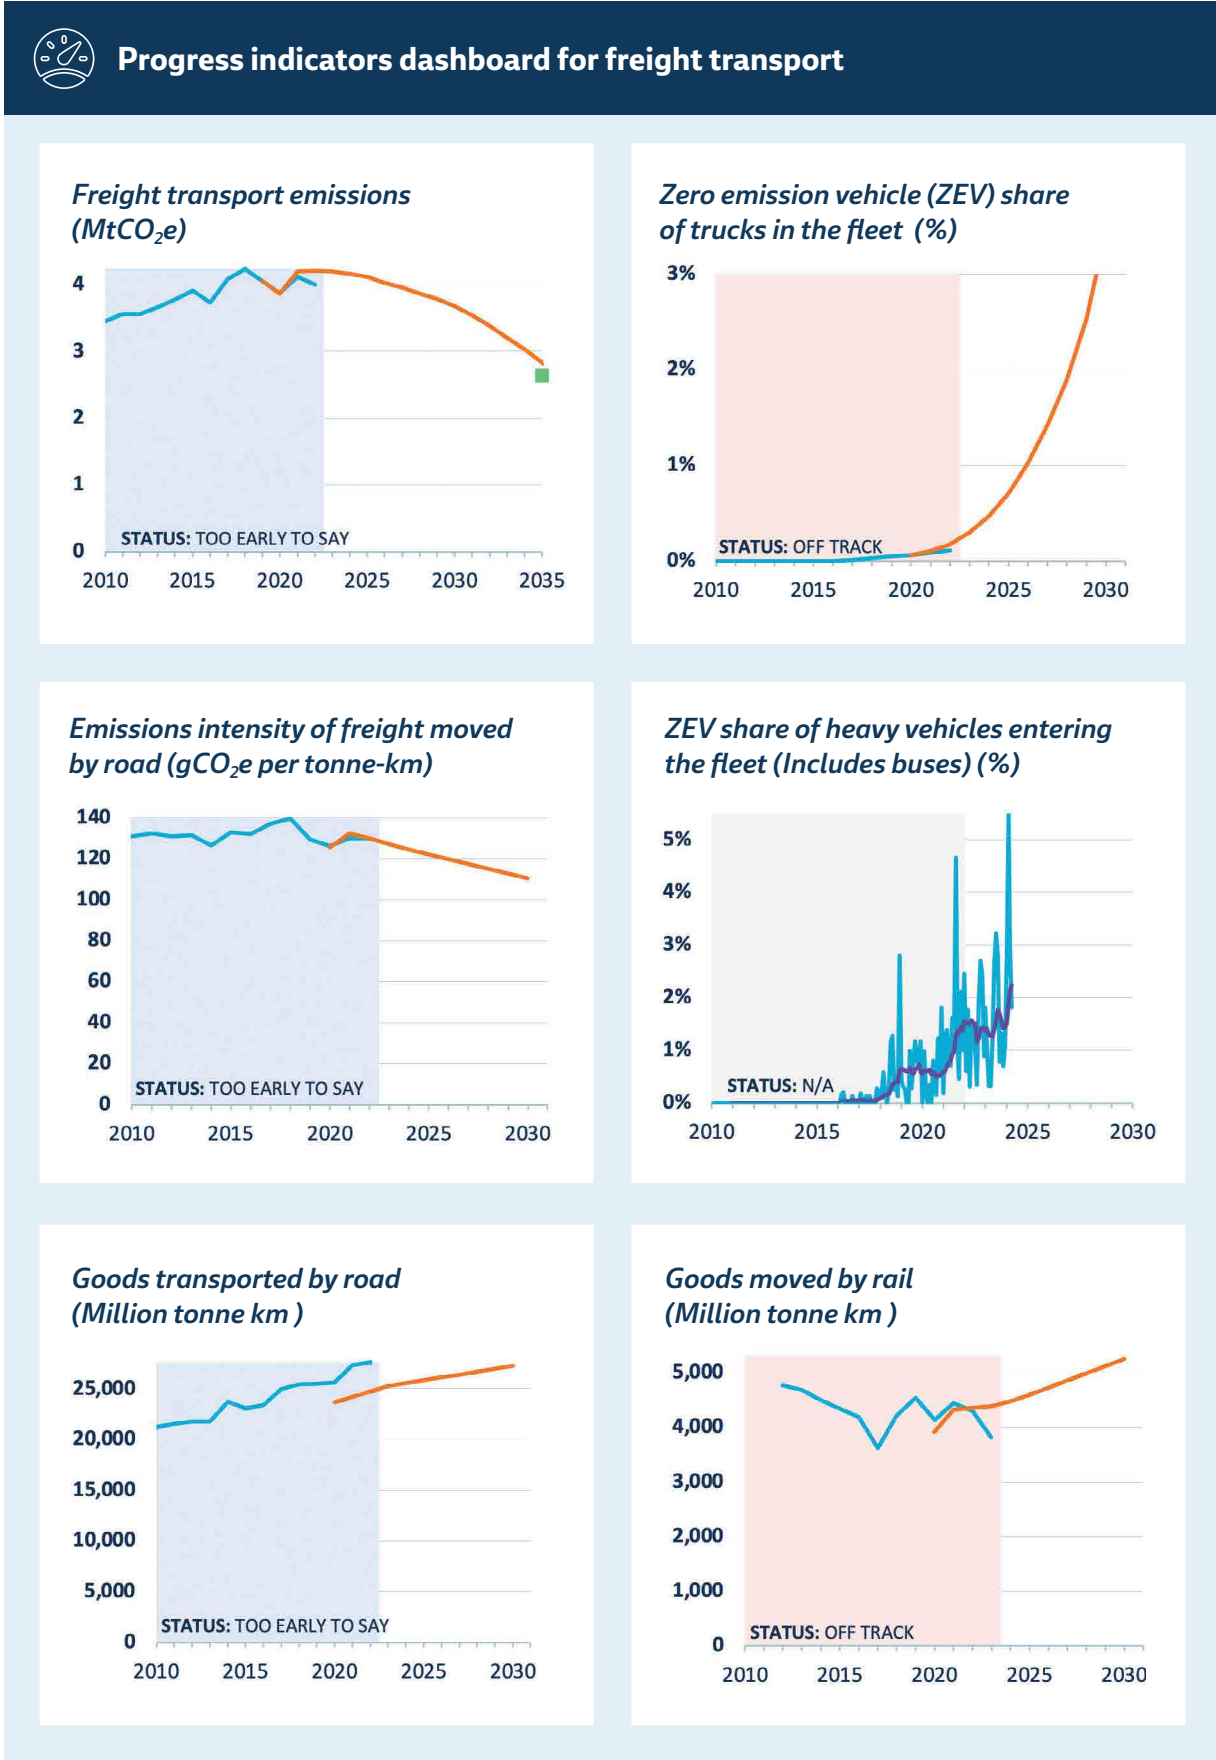 Progress indicators dashboard for freight transport
Freight transport emissions
(MtCO₂e)
4
3
2
1
0
STATUS: TOO EARLY TO SAY
2010 2015 2020 2025 2030 2035
Zero emission vehicle (ZEV) share
of trucks in the fleet (%)
3%
2%
1%
0%
STATUS: OFF TRACK
2010 2015 2020 2025 2030
Emissions intensity of freight moved
by road (gCO₂e per tonne-km)
140
120
100
80
60
40
20
0
STATUS: TOO EARLY TO SAY
2010 2015 2020 2025 2030
ZEV share of heavy vehicles entering
the fleet (Includes buses) (%)
5%
4%
3%
2%
1%
0%
STATUS: N/A
2010 2015 2020 2025 2030
Goods transported by road
(Million tonne km )
25,000
20,000
15,000
10,000
5,000
0
STATUS: TOO EARLY TO SAY
2010 2015 2020 2025 2030
Goods moved by rail
(Million tonne km )
5,000
4,000
3,000
2,000
1,000
0
STATUS: OFF TRACK
2010 2015 2020 2025 2030